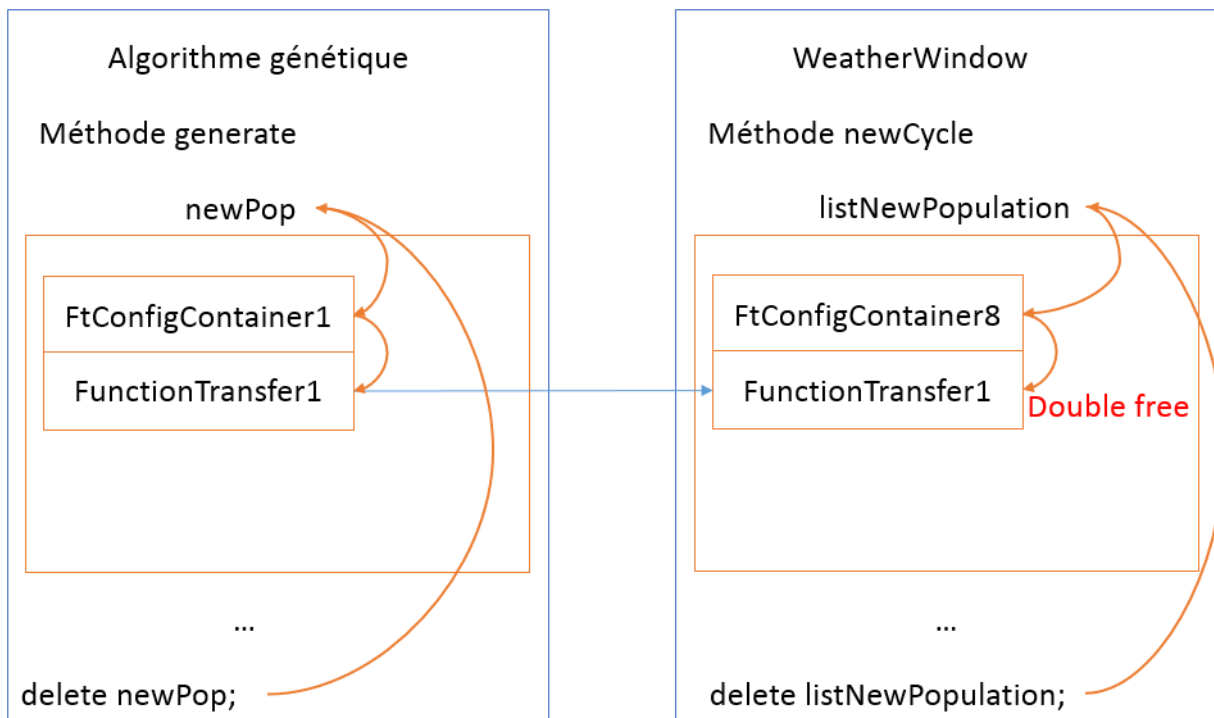 Algorithme génétique
Méthode generate
newPop
FtConfigContainer1
FunctionTransfer1
...
delete newPop;
WeatherWindow
Méthode newCycle
listNewPopulation
FtConfigContainer8
FunctionTransfer1
Double free
...
delete listNewPopulation;